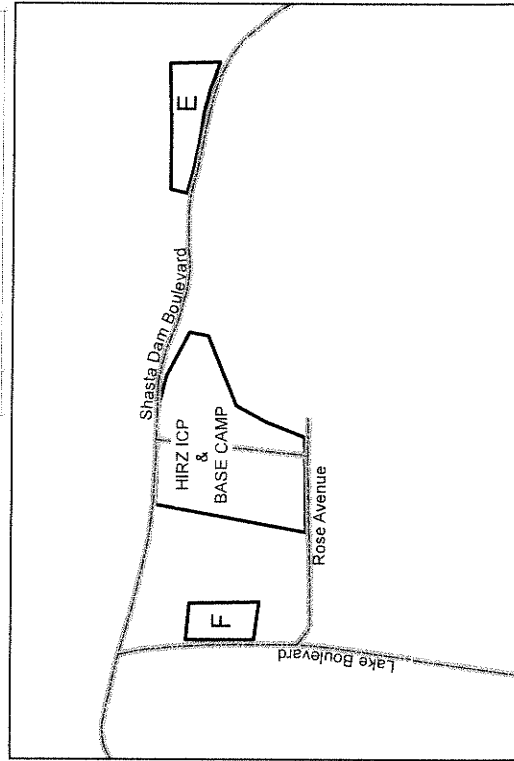 Shasta Dam Boulevard
E
HIRZ ICP
&
BASE CAMP
F
Rose Avenue
Lake Boulevard